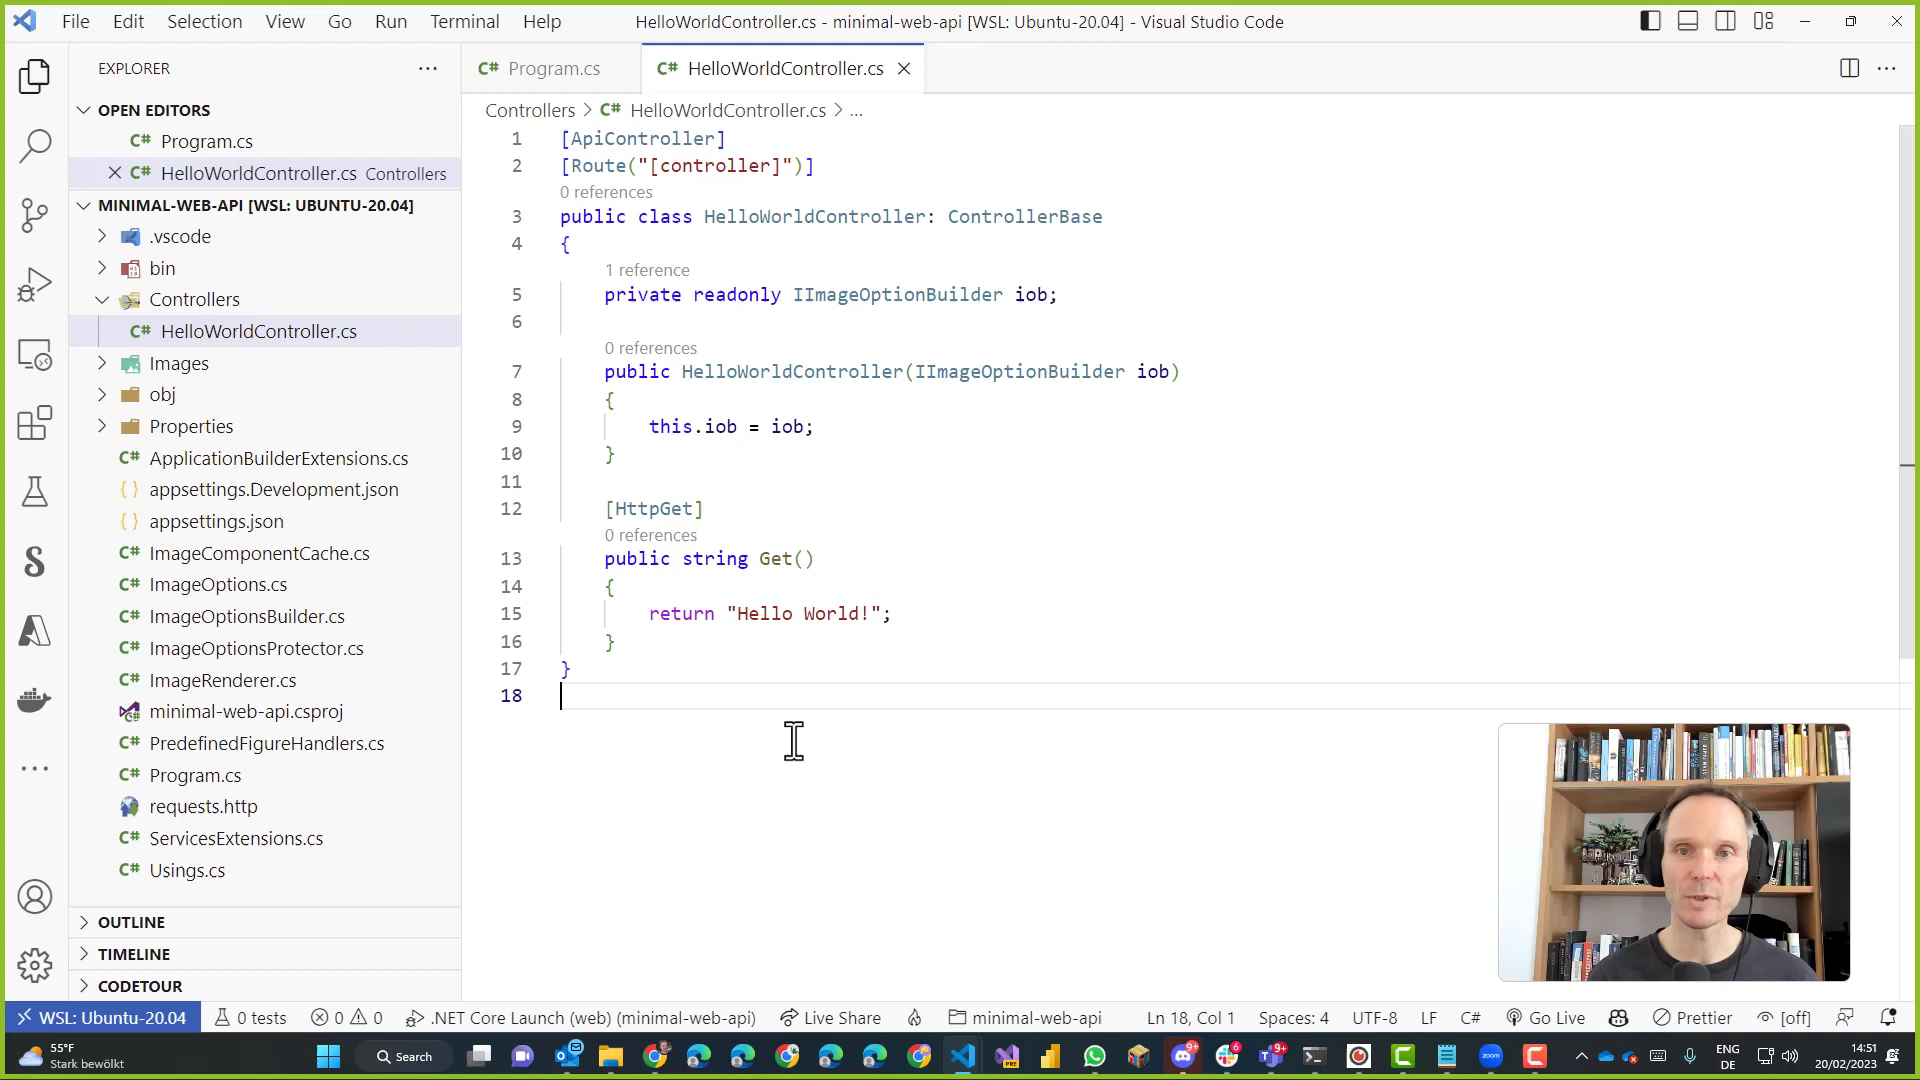 File Edit Selection View Go Run Terminal Help
HelloWorldController.cs - minimal-web-api [WSL: Ubuntu-20.04] - Visual Studio Code
EXPLORER
OPEN EDITORS
C# Program.cs
C# HelloWorldController.cs Controllers
MINIMAL-WEB-API [WSL: UBUNTU-20.04]
.vscode
bin
Controllers
C# HelloWorldController.cs
Images
obj
Properties
C# ApplicationBuilderExtensions.cs
{} appsettings.Development.json
{} appsettings.json
C# ImageComponentCache.cs
C# ImageOptions.cs
C# ImageOptionsBuilder.cs
C# ImageOptionsProtector.cs
C# ImageRenderer.cs
minimal-web-api.csproj
C# PredefinedFigureHandlers.cs
C# Program.cs
requests.http
C# ServicesExtensions.cs
C# Usings.cs
OUTLINE
TIMELINE
CODETOUR
C# Program.cs
C# HelloWorldController.cs
Controllers > C# HelloWorldController.cs > ...
1 [ApiController]
2 [Route("[controller]")]
0 references
3 public class HelloWorldController: ControllerBase
4 {
1 reference
5 private readonly IImageOptionBuilder iob;
6
0 references
7 public HelloWorldController(IImageOptionBuilder iob)
8 {
9 this.iob = iob;
10 }
11
12 [HttpGet]
0 references
13 public string Get()
14 {
15 return "Hello World!";
16 }
17 }
18
WSL: Ubuntu-20.04 0 tests 0 0 .NET Core Launch (web) (minimal-web-api) Live Share minimal-web-api Ln 18, Col 1 Spaces: 4 UTF-8 LF C# Go Live Prettier [off]
55°F
Stark bewölkt
Search
9+
6
9+
zoom
PRE
ENG
DE
14:51
20/02/2023